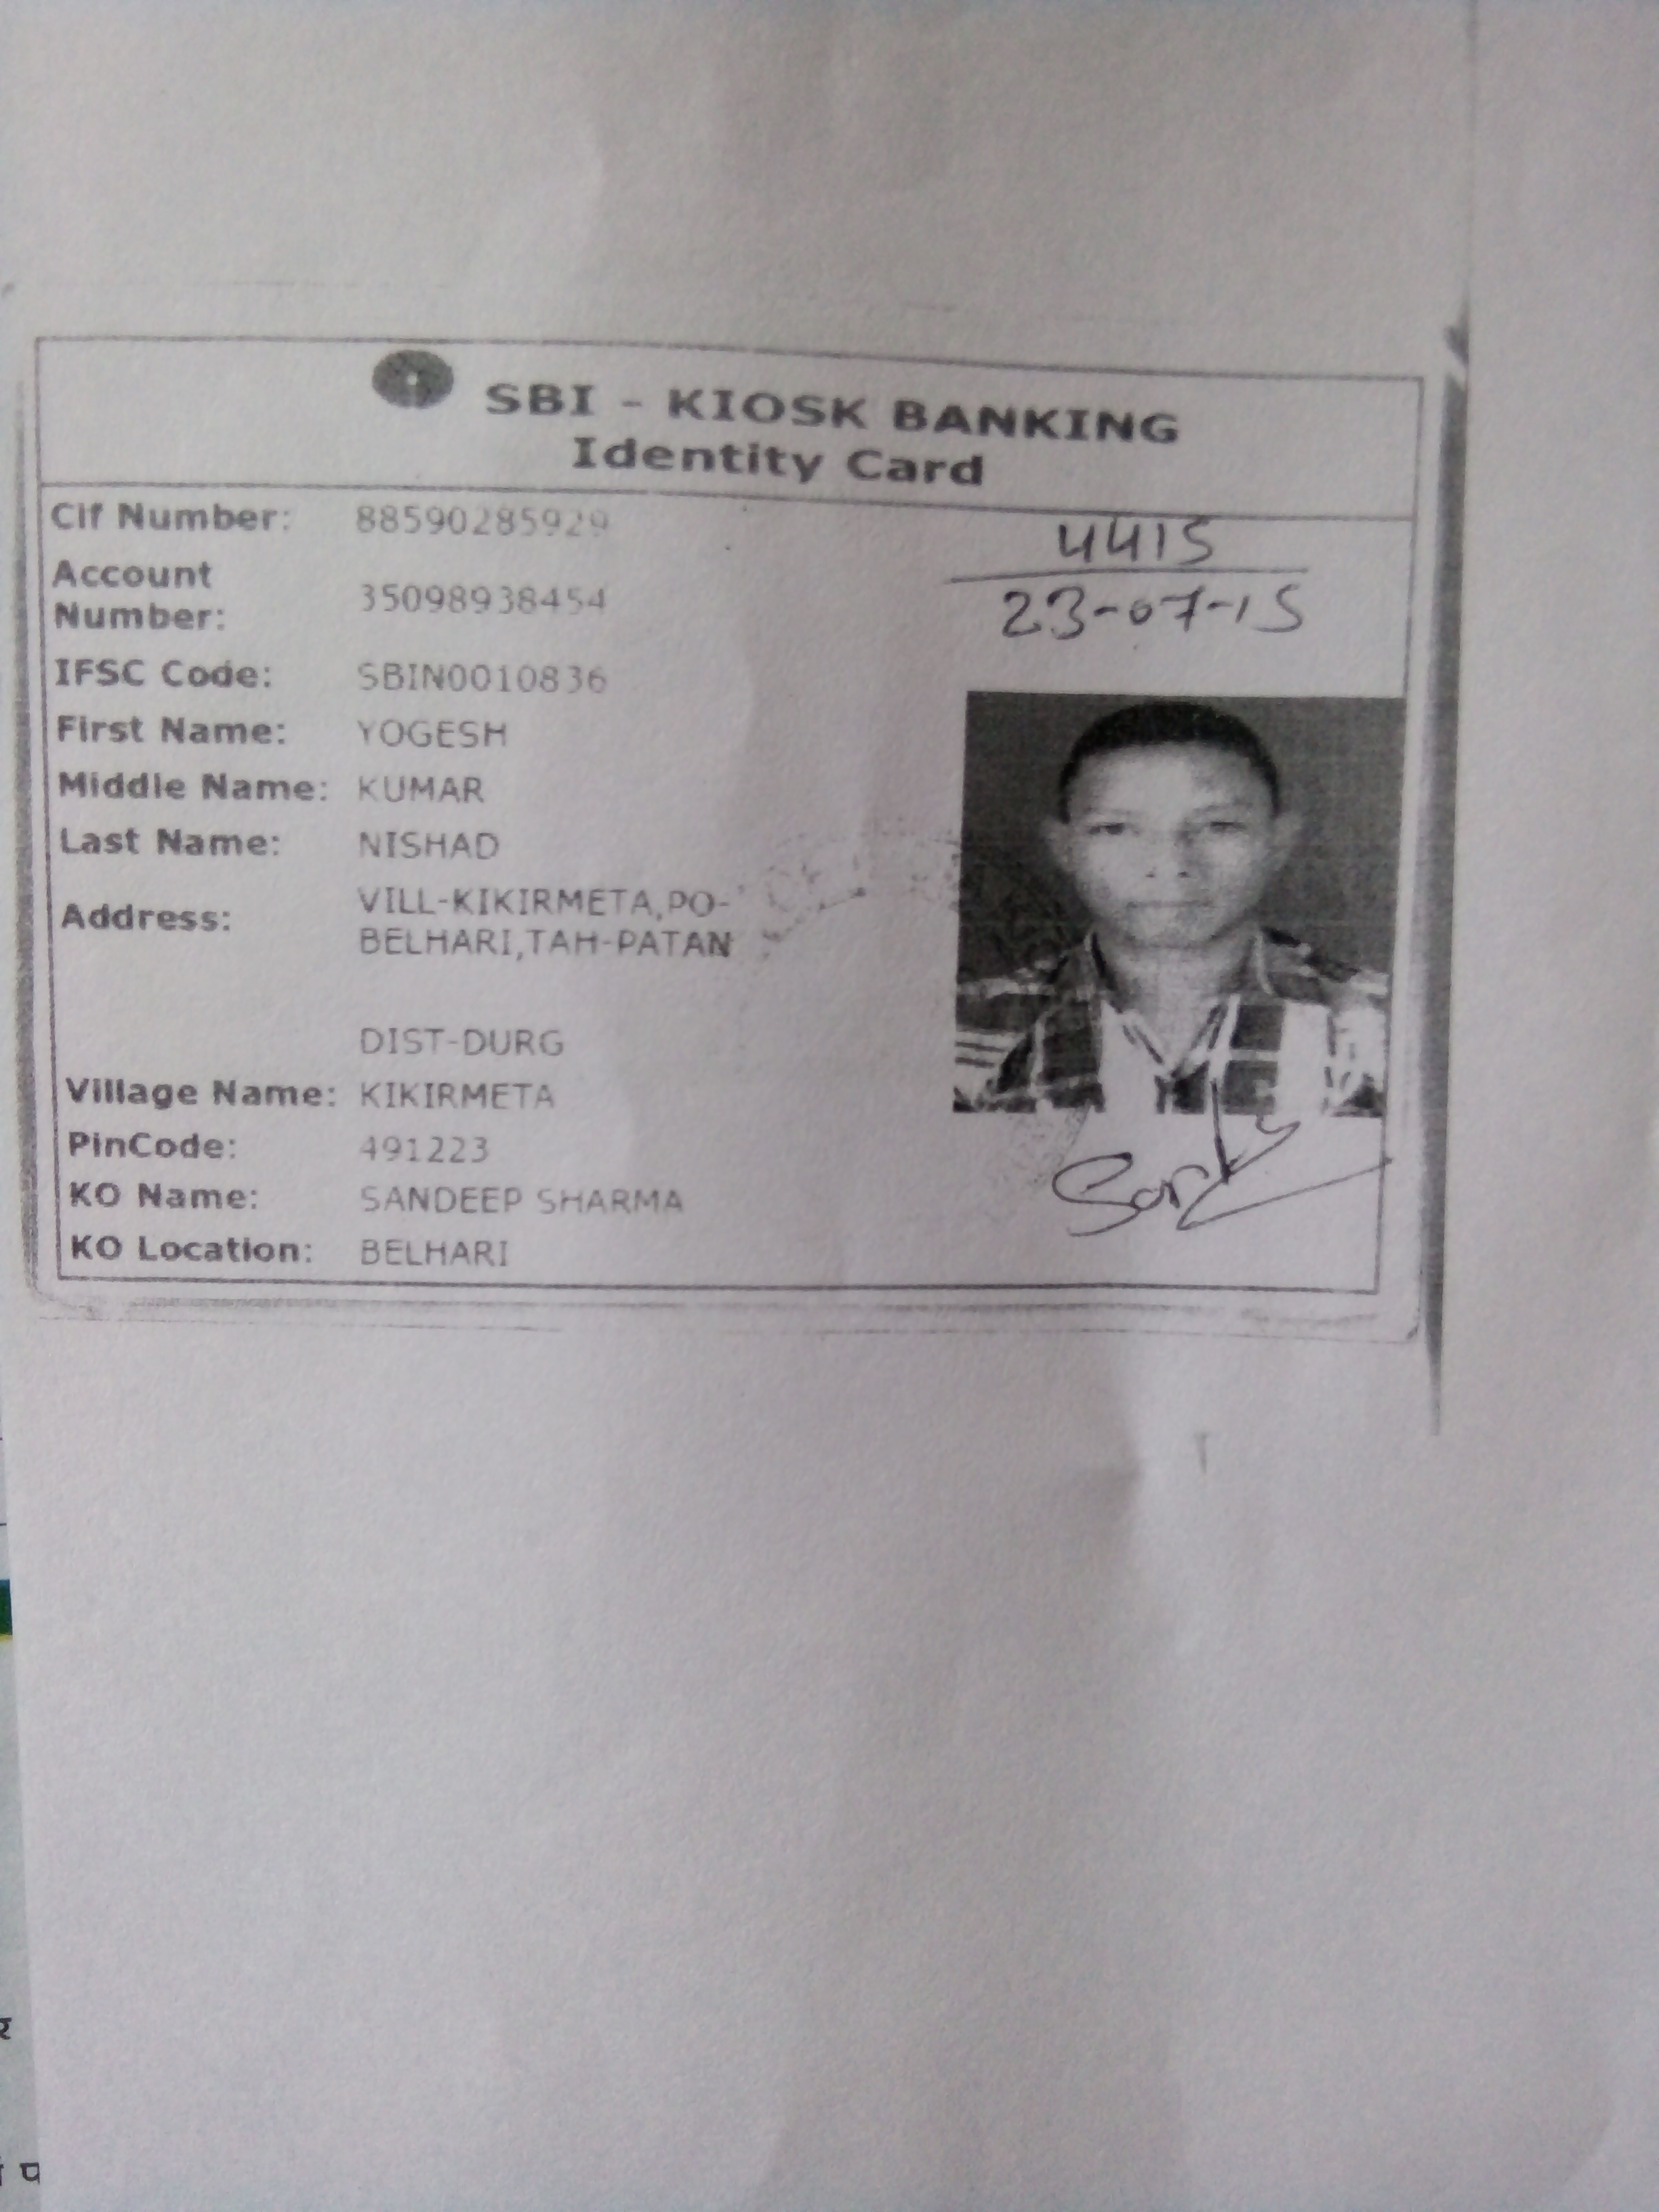 SBI - KIOSK BANKING
Identity Card
Cif Number: 88590285929
4415
23-07-15
Account Number: 35098938454
IFSC Code: SBIN0010836
First Name: YOGESH
Middle Name: KUMAR
Last Name: NISHAD
Address: VILL-KIKIRMETA,PO-
BELHARI,TAH-PATAN
DIST-DURG
Village Name: KIKIRMETA
PinCode: 491223
KO Name: SANDEEP SHARMA
KO Location: BELHARI